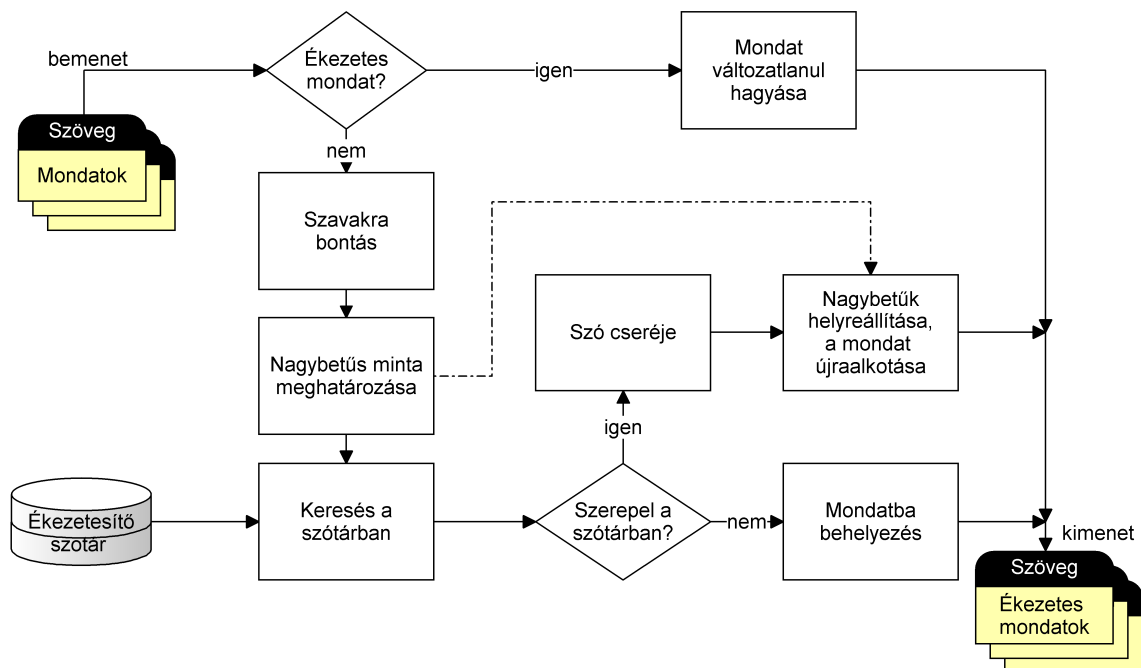 bemenet
Ékezetes
mondat?
igen
Mondat
változatlanul
hagyása
Szöveg
Mondatok
nem
Szavakra
bontás
Nagybetűs minta
meghatározása
Szó cseréje
Nagybetűk
helyreállítása,
a mondat
újraalkotása
igen
Ékezetesítő
szótár
Keresés a
szótárban
Szerepel a
szótárban?
nem
Mondatba
behelyezés
kimenet
Szöveg
Ékezetes
mondatok